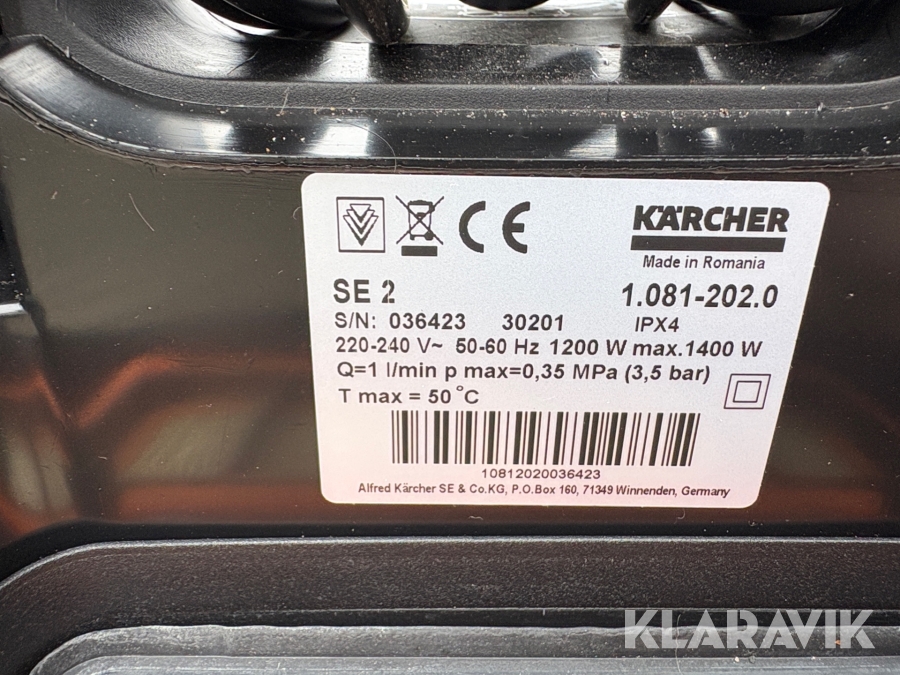 CE
KÄRCHER
Made in Romania
SE 2 1.081-202.0
S/N: 036423 30201 IPX4
220-240 V~ 50-60 Hz 1200 W max.1400 W
Q=1 l/min p max=0,35 MPa (3,5 bar)
T max = 50°C
10812020036423
Alfred Kärcher SE & Co.KG, P.O.Box 160, 71349 Winnenden, Germany
KLARAVIK